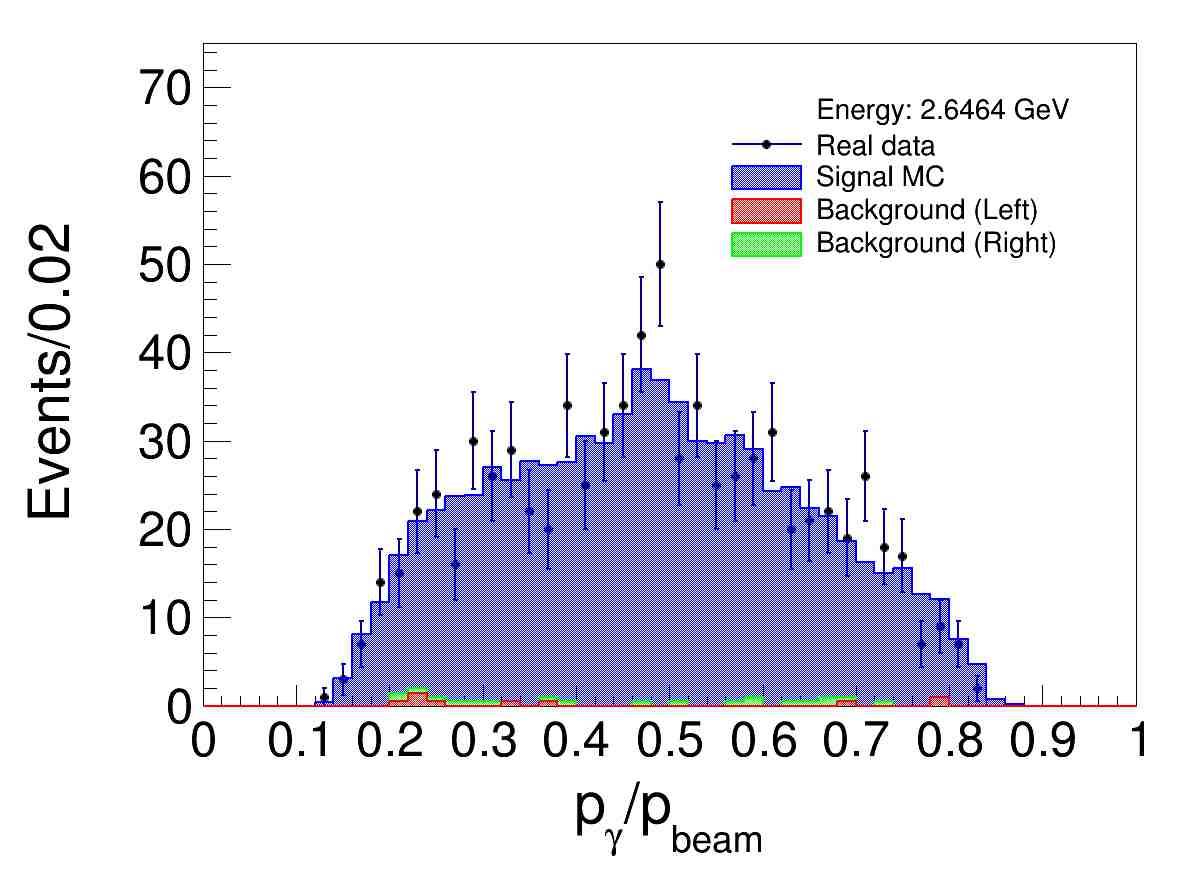 Energy: 2.6464 GeV
Real data
Signal MC
Background (Left)
Background (Right)
Events/0.02
70
60
50
40
30
20
10
0
0 0.1 0.2 0.3 0.4 0.5 0.6 0.7 0.8 0.9 1
pγ/pbeam